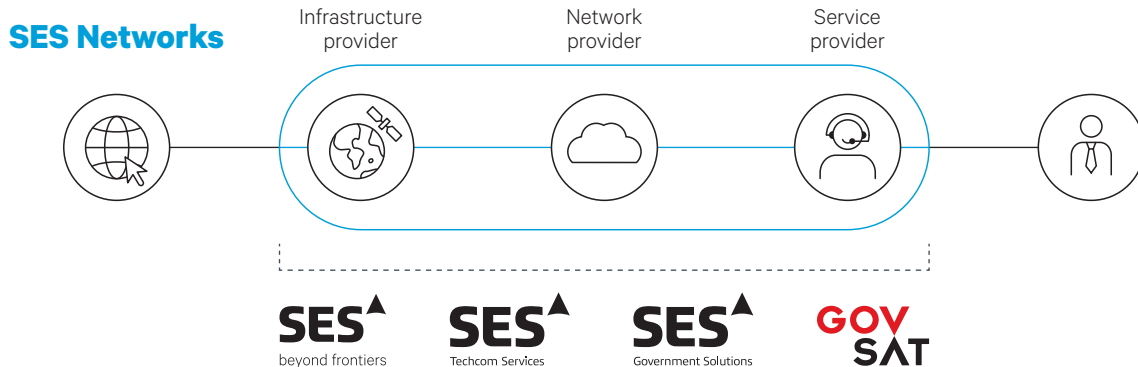 SES Networks
Infrastructure
provider
Network
provider
Service
provider
SES
beyond frontiers
SES
Techcom Services
SES
Government Solutions
GOV
SAT